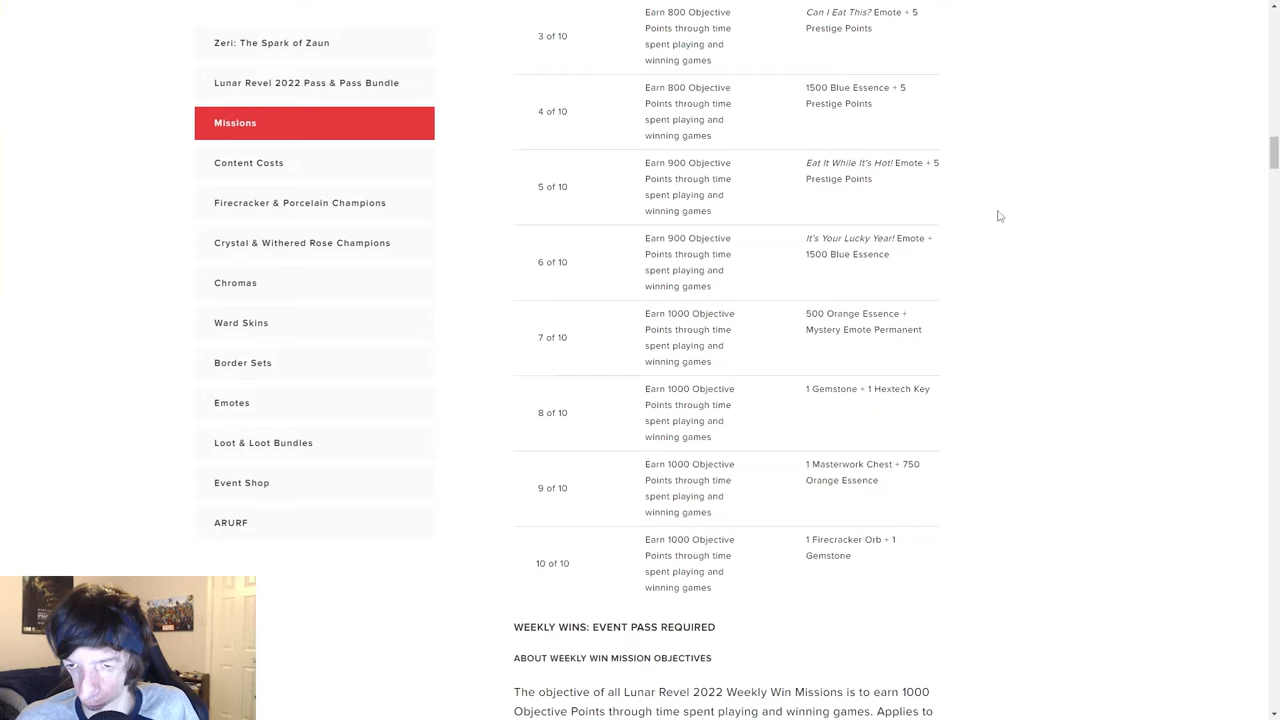 Zeri: The Spark of Zaun
Lunar Revel 2022 Pass & Pass Bundle
Missions
Content Costs
Firecracker & Porcelain Champions
Crystal & Withered Rose Champions
Chromas
Ward Skins
Border Sets
Emotes
Loot & Loot Bundles
Event Shop
ARURF
3 of 10
Earn 800 Objective
Points through time
spent playing and
winning games
Can I Eat This? Emote + 5
Prestige Points
4 of 10
Earn 800 Objective
Points through time
spent playing and
winning games
1500 Blue Essence + 5
Prestige Points
5 of 10
Earn 900 Objective
Points through time
spent playing and
winning games
Eat It While It's Hot! Emote + 5
Prestige Points
6 of 10
Earn 900 Objective
Points through time
spent playing and
winning games
It's Your Lucky Year! Emote +
1500 Blue Essence
7 of 10
Earn 1000 Objective
Points through time
spent playing and
winning games
500 Orange Essence +
Mystery Emote Permanent
8 of 10
Earn 1000 Objective
Points through time
spent playing and
winning games
1 Gemstone + 1 Hextech Key
9 of 10
Earn 1000 Objective
Points through time
spent playing and
winning games
1 Masterwork Chest + 750
Orange Essence
10 of 10
Earn 1000 Objective
Points through time
spent playing and
winning games
1 Firecracker Orb + 1
Gemstone
WEEKLY WINS: EVENT PASS REQUIRED
ABOUT WEEKLY WIN MISSION OBJECTIVES
The objective of all Lunar Revel 2022 Weekly Win Missions is to earn 1000
Objective Points through time spent playing and winning games. Applies to